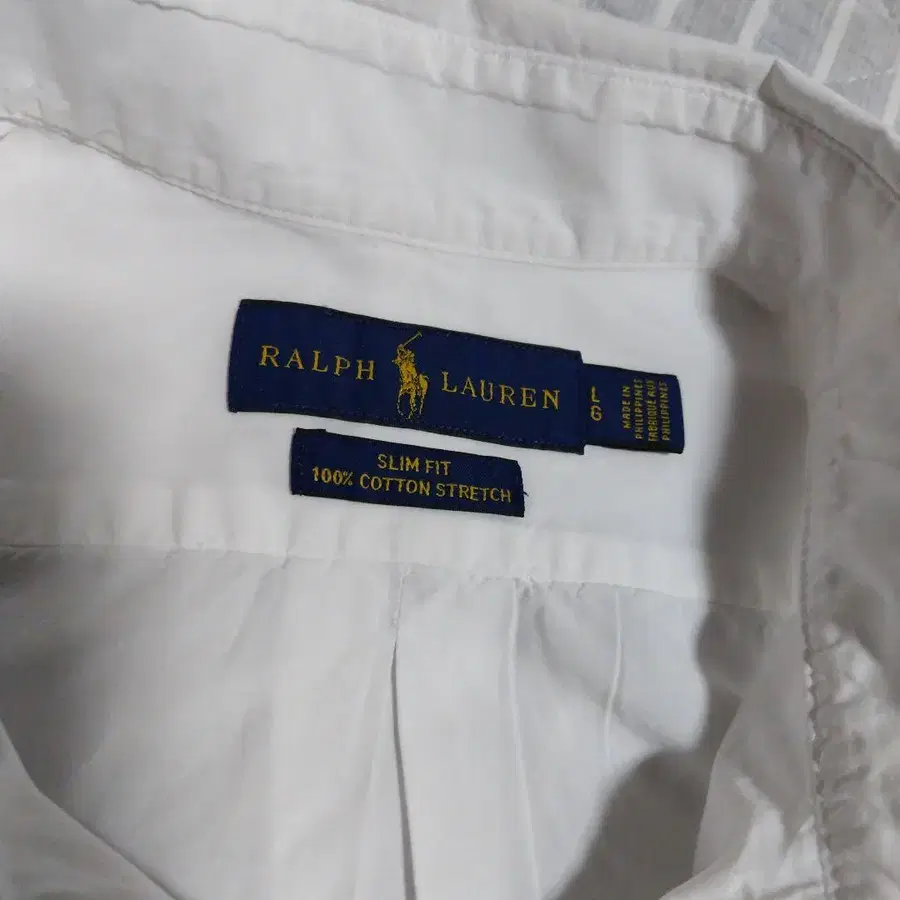 RALPH LAUREN
L
G
MADE IN
PHILIPPINES
FABRIQUÉ AUX
PHILIPPINES
SLIM FIT
100% COTTON STRETCH